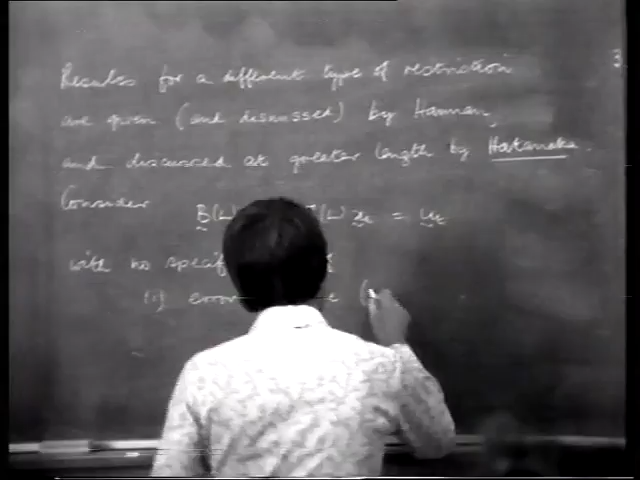 3
Results for a different type of restriction
are given (and discussed) by Hannan,
and discussed at greater length by Hatanaka.
Consider B(L) (L) = u_t
with no specif
(i) error (